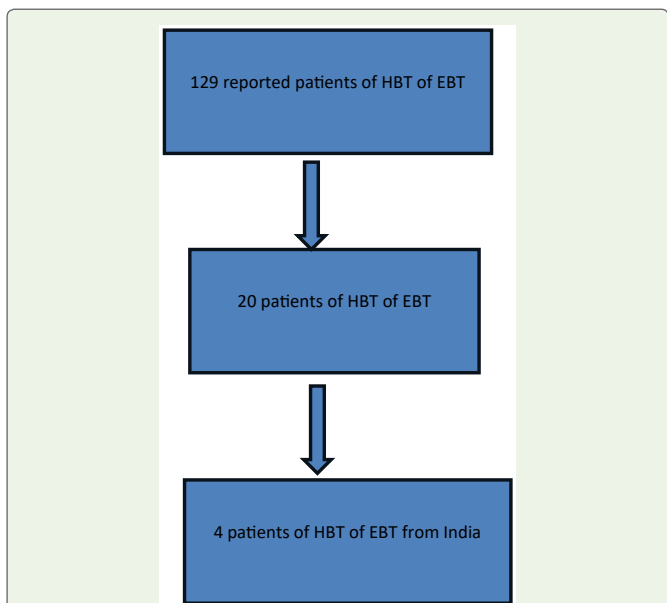 129 reported patients of HBT of EBT
20 patients of HBT of EBT
4 patients of HBT of EBT from India